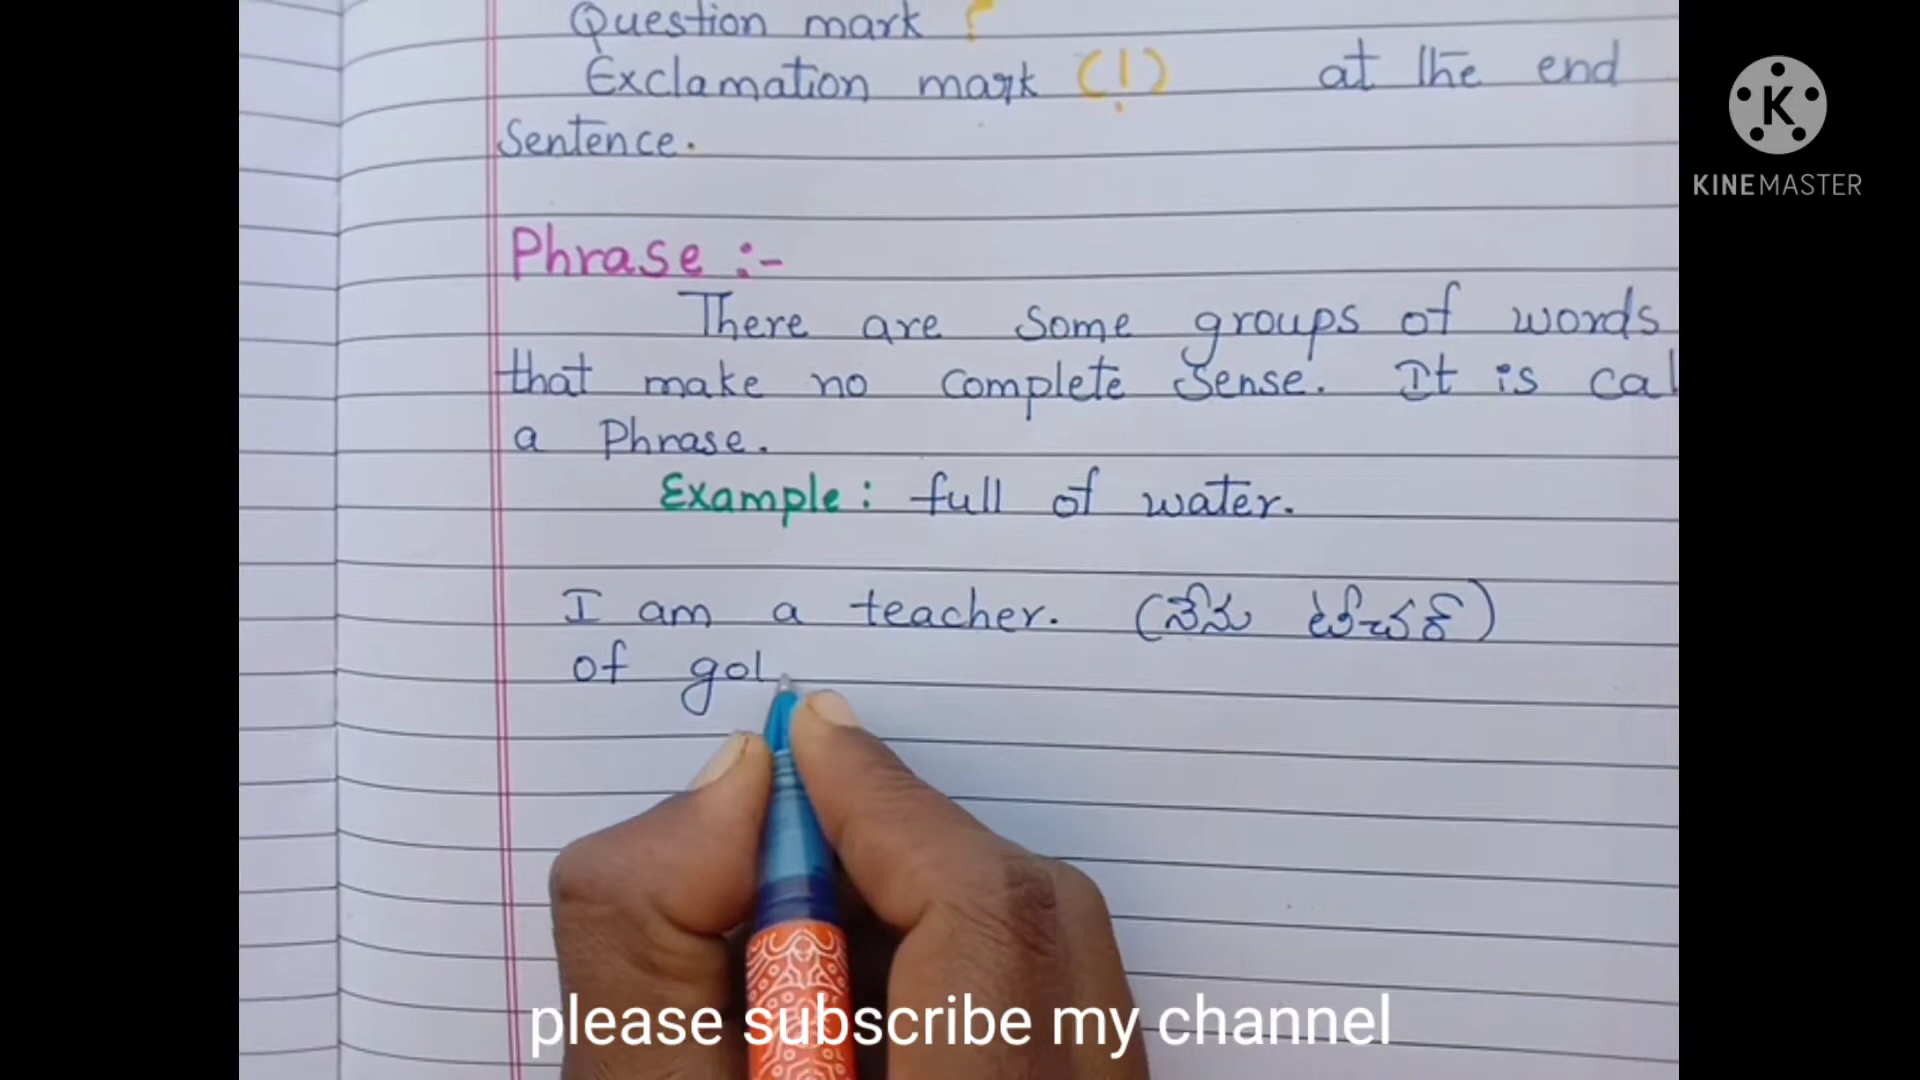 Question mark ?
Exclamation mark (!) at the end
Sentence.
Phrase :-
There are some groups of words
that make no complete sense. It is cal
a Phrase.
Example: full of water.
I am a teacher. (నేను టీచర్)
of gol
please subscribe my channel
K
KINEMASTER